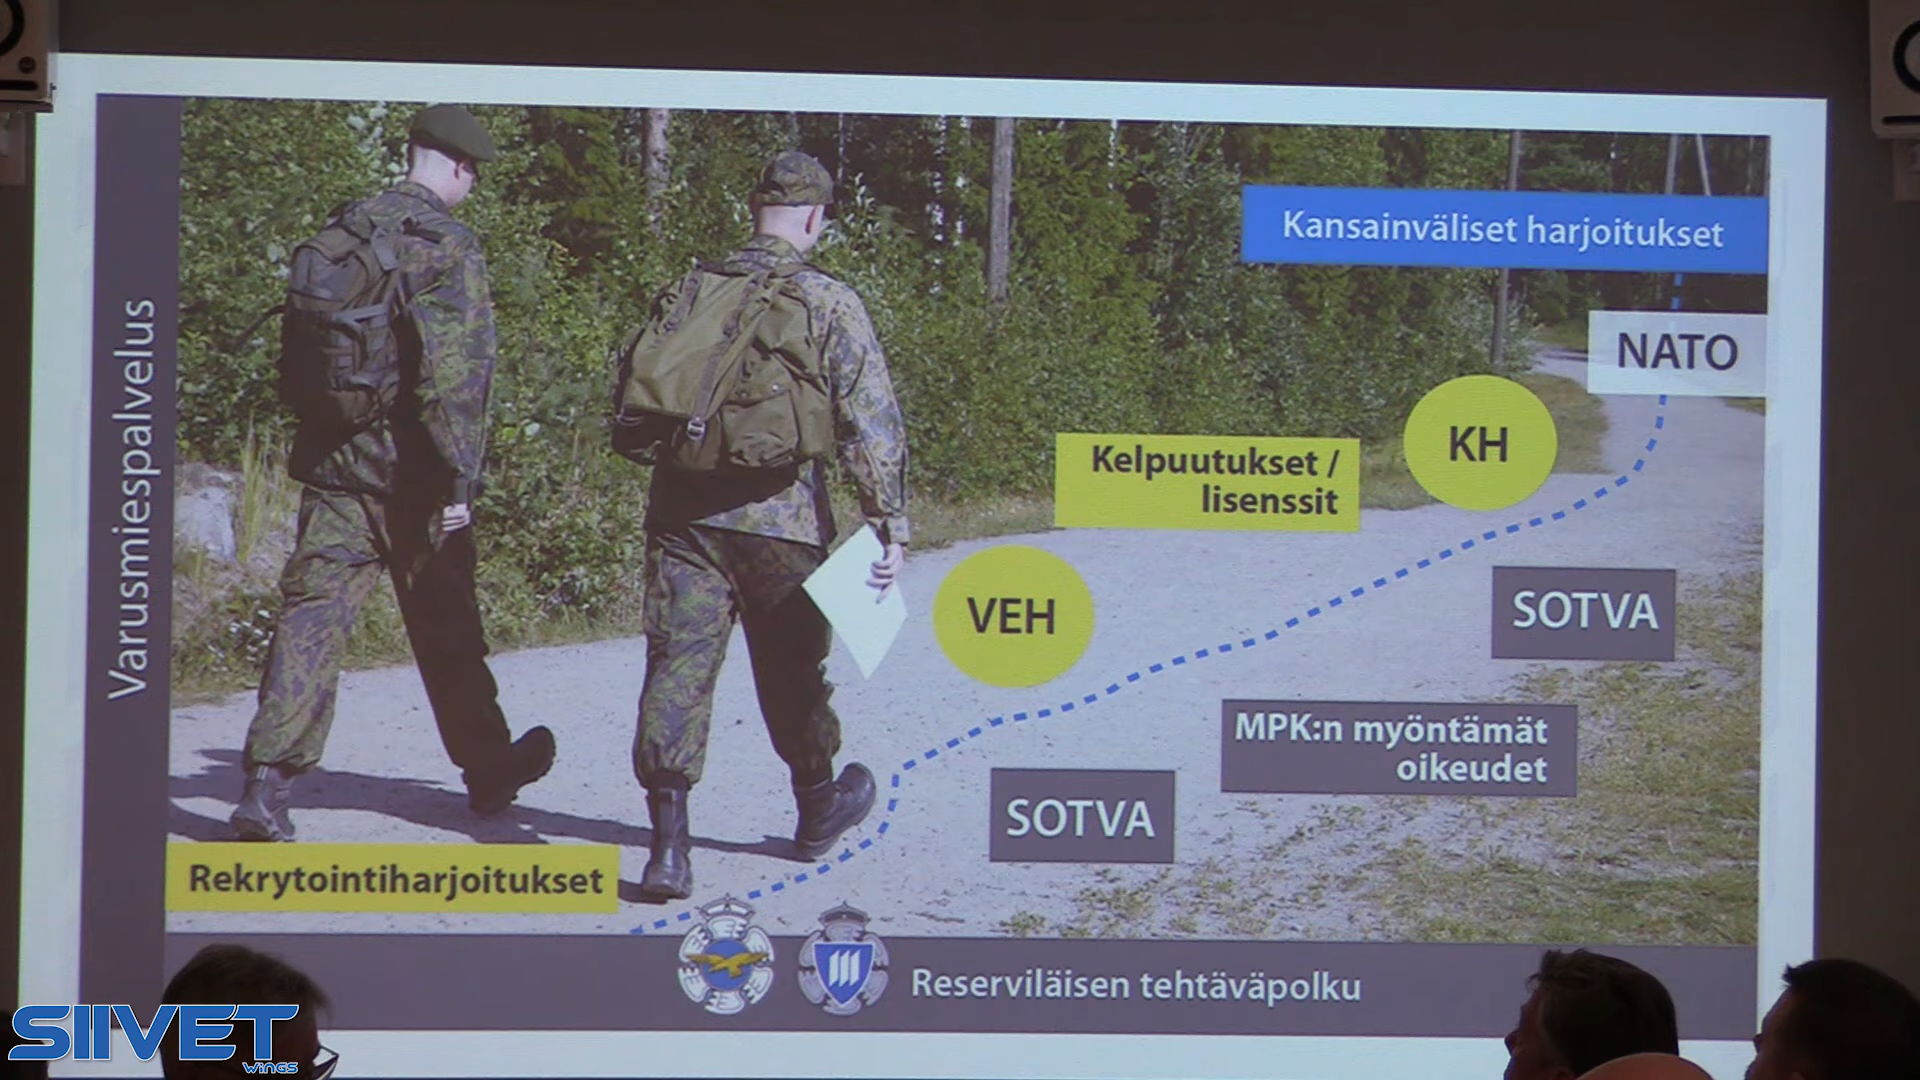 Varusmiespalvelus
Kansainväliset harjoitukset
NATO
KH
Kelpuutukset /
lisenssit
VEH
SOTVA
MPK:n myöntämät
oikeudet
SOTVA
Rekrytointiharjoitukset
Reserviläisen tehtäväpolku
SIIVET
WINGS